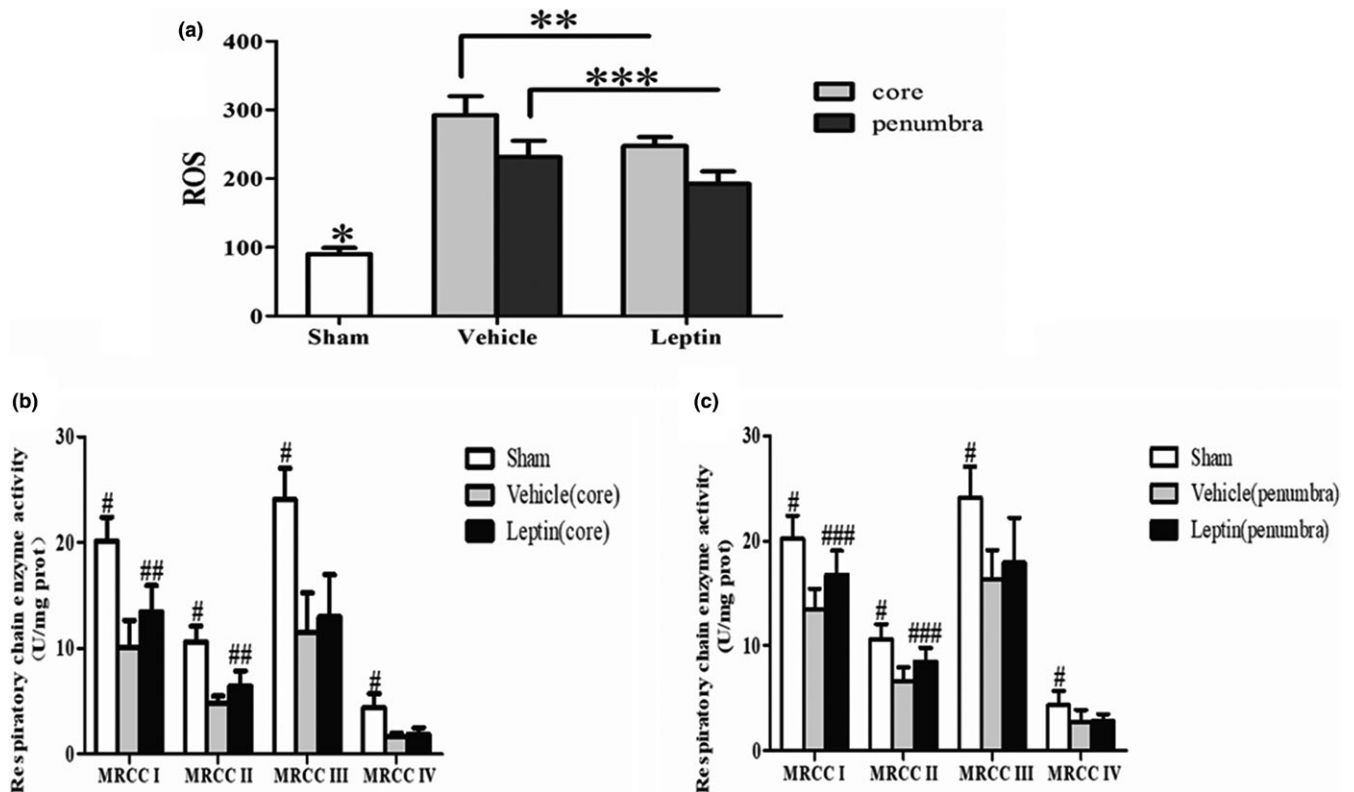 (a)
ROS
400
300
200
100
0
*
**
***
core
penumbra
Sham Vehicle Leptin
(b)
Respiratory chain enzyme activity
(U/mg prot)
30
20
10
0
# ## # ## # #
Sham
Vehicle(core)
Leptin(core)
MRCC I MRCC II MRCC III MRCC IV
(c)
Respiratory chain enzyme activity
(U/mg prot)
30
20
10
0
# ### # ### # #
Sham
Vehicle(penumbra)
Leptin(penumbra)
MRCC I MRCC II MRCC III MRCC IV